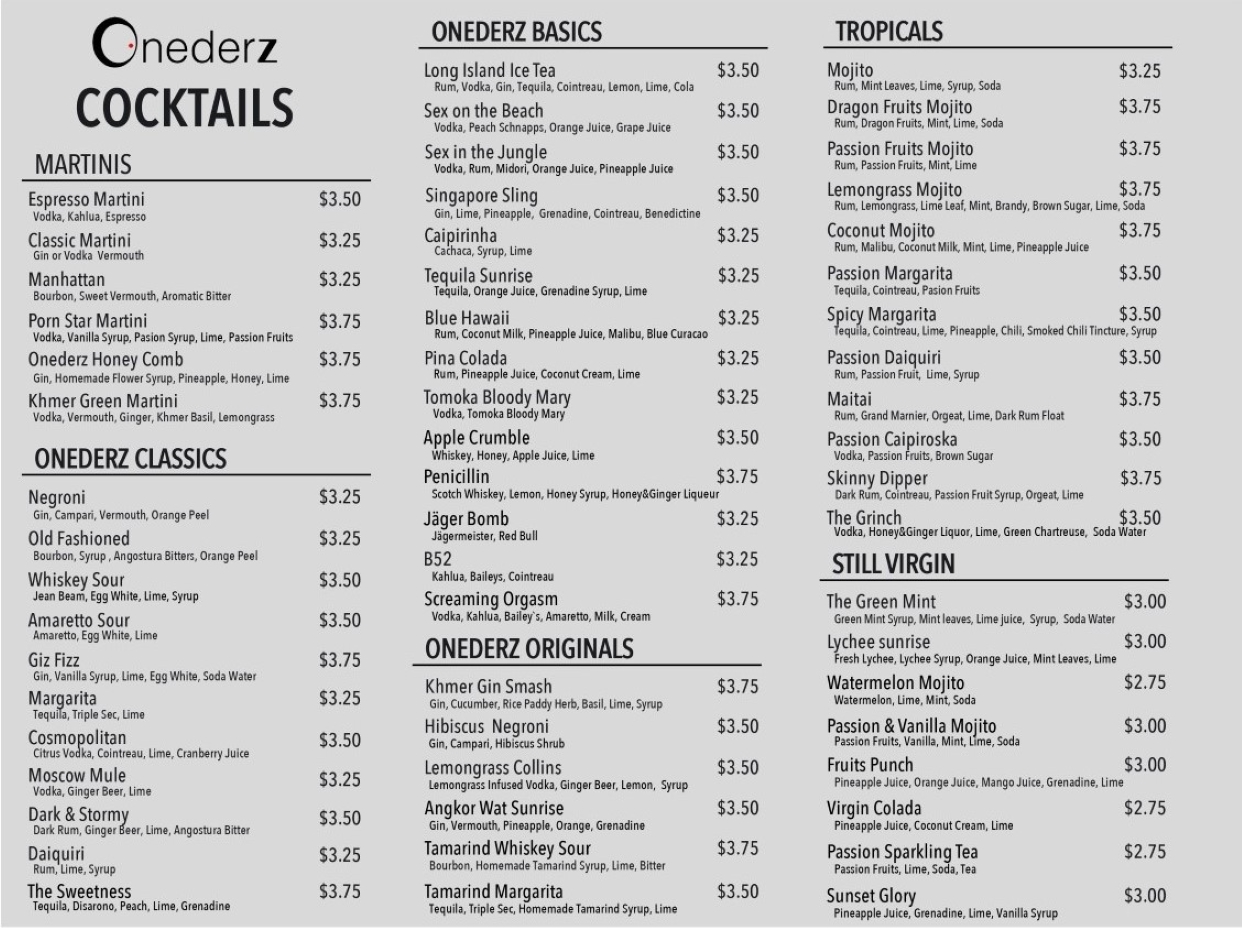 Onederz
COCKTAILS
MARTINIS
Espresso Martini $3.50
Vodka, Kahlua, Espresso
Classic Martini $3.25
Gin or Vodka Vermouth
Manhattan $3.25
Bourbon, Sweet Vermouth, Aromatic Bitter
Porn Star Martini $3.75
Vodka, Vanilla Syrup, Pasion Syrup, Lime, Passion Fruits
Onederz Honey Comb $3.75
Gin, Homemade Flower Syrup, Pineapple, Honey, Lime
Khmer Green Martini $3.75
Vodka, Vermouth, Ginger, Khmer Basil, Lemongrass
ONEDERZ CLASSICS
Negroni $3.25
Gin, Campari, Vermouth, Orange Peel
Old Fashioned $3.25
Bourbon, Syrup , Angostura Bitters, Orange Peel
Whiskey Sour $3.50
Jean Beam, Egg White, Lime, Syrup
Amaretto Sour $3.50
Amaretto, Egg White, Lime
Giz Fizz $3.75
Gin, Vanilla Syrup, Lime, Egg White, Soda Water
Margarita $3.25
Tequila, Triple Sec, Lime
Cosmopolitan $3.50
Citrus Vodka, Cointreau, Lime, Cranberry Juice
Moscow Mule $3.25
Vodka, Ginger Beer, Lime
Dark & Stormy $3.50
Dark Rum, Ginger Beer, Lime, Angostura Bitter
Daiquiri $3.25
Rum, Lime, Syrup
The Sweetness $3.75
Tequila, Disarono, Peach, Lime, Grenadine
ONEDERZ BASICS
Long Island Ice Tea $3.50
Rum, Vodka, Gin, Tequila, Cointreau, Lemon, Lime, Cola
Sex on the Beach $3.50
Vodka, Peach Schnapps, Orange Juice, Grape Juice
Sex in the Jungle $3.50
Vodka, Rum, Midori, Orange Juice, Pineapple Juice
Singapore Sling $3.50
Gin, Lime, Pineapple, Grenadine, Cointreau, Benedictine
Caipirinha $3.25
Cachaca, Syrup, Lime
Tequila Sunrise $3.25
Tequila, Orange Juice, Grenadine Syrup, Lime
Blue Hawaii $3.25
Rum, Coconut Milk, Pineapple Juice, Malibu, Blue Curacao
Pina Colada $3.25
Rum, Pineapple Juice, Coconut Cream, Lime
Tomoka Bloody Mary $3.25
Vodka, Tomoka Bloody Mary
Apple Crumble $3.50
Whiskey, Honey, Apple Juice, Lime
Penicillin $3.75
Scotch Whiskey, Lemon, Honey Syrup, Honey&Ginger Liqueur
Jäger Bomb $3.25
Jägermeister, Red Bull
B52 $3.25
Kahlua, Baileys, Cointreau
Screaming Orgasm $3.75
Vodka, Kahlua, Bailey`s, Amaretto, Milk, Cream
ONEDERZ ORIGINALS
Khmer Gin Smash $3.75
Gin, Cucumber, Rice Paddy Herb, Basil, Lime, Syrup
Hibiscus Negroni $3.50
Gin, Campari, Hibiscus Shrub
Lemongrass Collins $3.50
Lemongrass Infused Vodka, Ginger Beer, Lemon, Syrup
Angkor Wat Sunrise $3.50
Gin, Vermouth, Pineapple, Orange, Grenadine
Tamarind Whiskey Sour $3.75
Bourbon, Homemade Tamarind Syrup, Lime, Bitter
Tamarind Margarita $3.50
Tequila, Triple Sec, Homemade Tamarind Syrup, Lime
TROPICALS
Mojito $3.25
Rum, Mint Leaves, Lime, Syrup, Soda
Dragon Fruits Mojito $3.75
Rum, Dragon Fruits, Mint, Lime, Soda
Passion Fruits Mojito $3.75
Rum, Passion Fruits, Mint, Lime
Lemongrass Mojito $3.75
Rum, Lemongrass, Lime Leaf, Mint, Brandy, Brown Sugar, Lime, Soda
Coconut Mojito $3.75
Rum, Malibu, Coconut Milk, Mint, Lime, Pineapple Juice
Passion Margarita $3.50
Tequila, Cointreau, Pasion Fruits
Spicy Margarita $3.50
Tequila, Cointreau, Lime, Pineapple, Chili, Smoked Chili Tincture, Syrup
Passion Daiquiri $3.50
Rum, Passion Fruit, Lime, Syrup
Maitai $3.75
Rum, Grand Marnier, Orgeat, Lime, Dark Rum Float
Passion Caipiroska $3.50
Vodka, Passion Fruits, Brown Sugar
Skinny Dipper $3.75
Dark Rum, Cointreau, Passion Fruit Syrup, Orgeat, Lime
The Grinch $3.50
Vodka, Honey&Ginger Liquor, Lime, Green Chartreuse, Soda Water
STILL VIRGIN
The Green Mint $3.00
Green Mint Syrup, Mint leaves, Lime juice, Syrup, Soda Water
Lychee sunrise $3.00
Fresh Lychee, Lychee Syrup, Orange Juice, Mint Leaves, Lime
Watermelon Mojito $2.75
Watermelon, Lime, Mint, Soda
Passion & Vanilla Mojito $3.00
Passion Fruits, Vanilla, Mint, Lime, Soda
Fruits Punch $3.00
Pineapple Juice, Orange Juice, Mango Juice, Grenadine, Lime
Virgin Colada $2.75
Pineapple Juice, Coconut Cream, Lime
Passion Sparkling Tea $2.75
Passion Fruits, Lime, Soda, Tea
Sunset Glory $3.00
Pineapple Juice, Grenadine, Lime, Vanilla Syrup